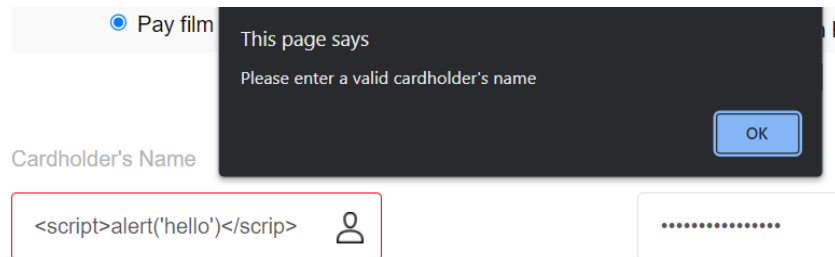 Pay film
This page says
Please enter a valid cardholder's name
OK
Cardholder's Name
<script>alert('hello')</scrip>
••••••••••••••••